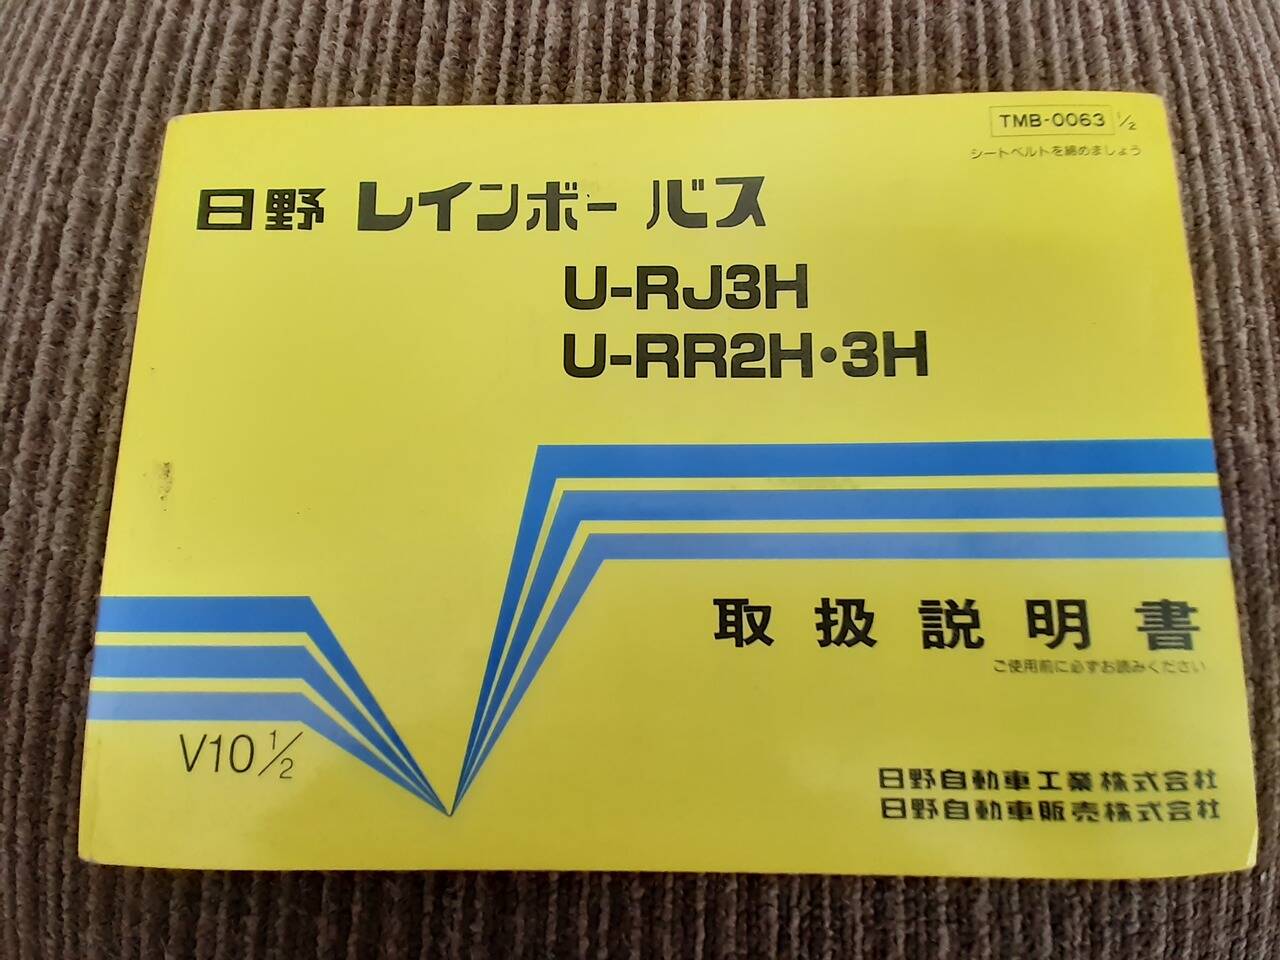 TMB-0063 1/2
シートベルトを締めましょう
日野 レインボー バス
U-RJ3H
U-RR2H・3H
取扱説明書
ご使用前に必ずお読みください
V10 1/2
日野自動車工業株式会社
日野自動車販売株式会社